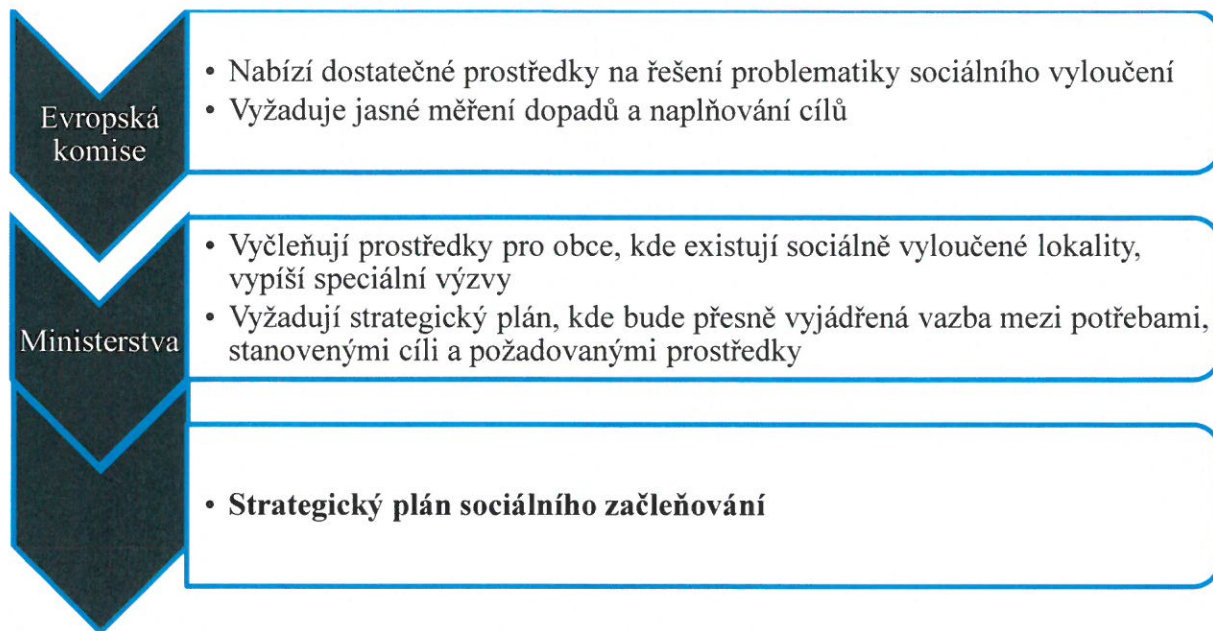 Evropská
komise
• Nabízí dostatečné prostředky na řešení problematiky sociálního vyloučení
• Vyžaduje jasné měření dopadů a naplňování cílů
Ministerstva
• Vyčleňují prostředky pro obce, kde existují sociálně vyloučené lokality,
vypíší speciální výzvy
• Vyžadují strategický plán, kde bude přesně vyjádřená vazba mezi potřebami,
stanovenými cíli a požadovanými prostředky
• Strategický plán sociálního začleňování